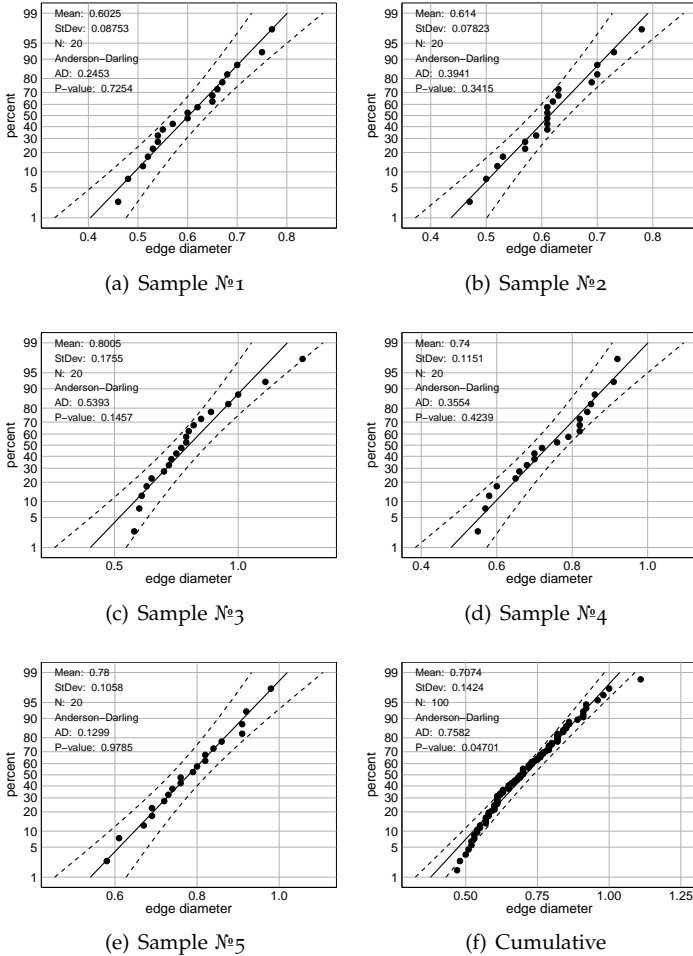 Mean: 0.6025
StDev: 0.08753
N: 20
Anderson-Darling
AD: 0.2453
P-value: 0.7254
percent
99
95
90
80
70
60
50
40
30
20
10
5
1
0.4 0.5 0.6 0.7 0.8
edge diameter
(a) Sample №1
Mean: 0.614
StDev: 0.07823
N: 20
Anderson-Darling
AD: 0.3941
P-value: 0.3415
percent
99
95
90
80
70
60
50
40
30
20
10
5
1
0.4 0.5 0.6 0.7 0.8
edge diameter
(b) Sample №2
Mean: 0.8005
StDev: 0.1755
N: 20
Anderson-Darling
AD: 0.5393
P-value: 0.1457
percent
99
95
90
80
70
60
50
40
30
20
10
5
1
0.5 1.0
edge diameter
(c) Sample №3
Mean: 0.74
StDev: 0.1151
N: 20
Anderson-Darling
AD: 0.3554
P-value: 0.4239
percent
99
95
90
80
70
60
50
40
30
20
10
5
1
0.4 0.6 0.8 1.0
edge diameter
(d) Sample №4
Mean: 0.78
StDev: 0.1058
N: 20
Anderson-Darling
AD: 0.1299
P-value: 0.9785
percent
99
95
90
80
70
60
50
40
30
20
10
5
1
0.6 0.8 1.0
edge diameter
(e) Sample №5
Mean: 0.7074
StDev: 0.1424
N: 100
Anderson-Darling
AD: 0.7582
P-value: 0.04701
percent
99
95
90
80
70
60
50
40
30
20
10
5
1
0.50 0.75 1.00 1.25
edge diameter
(f) Cumulative